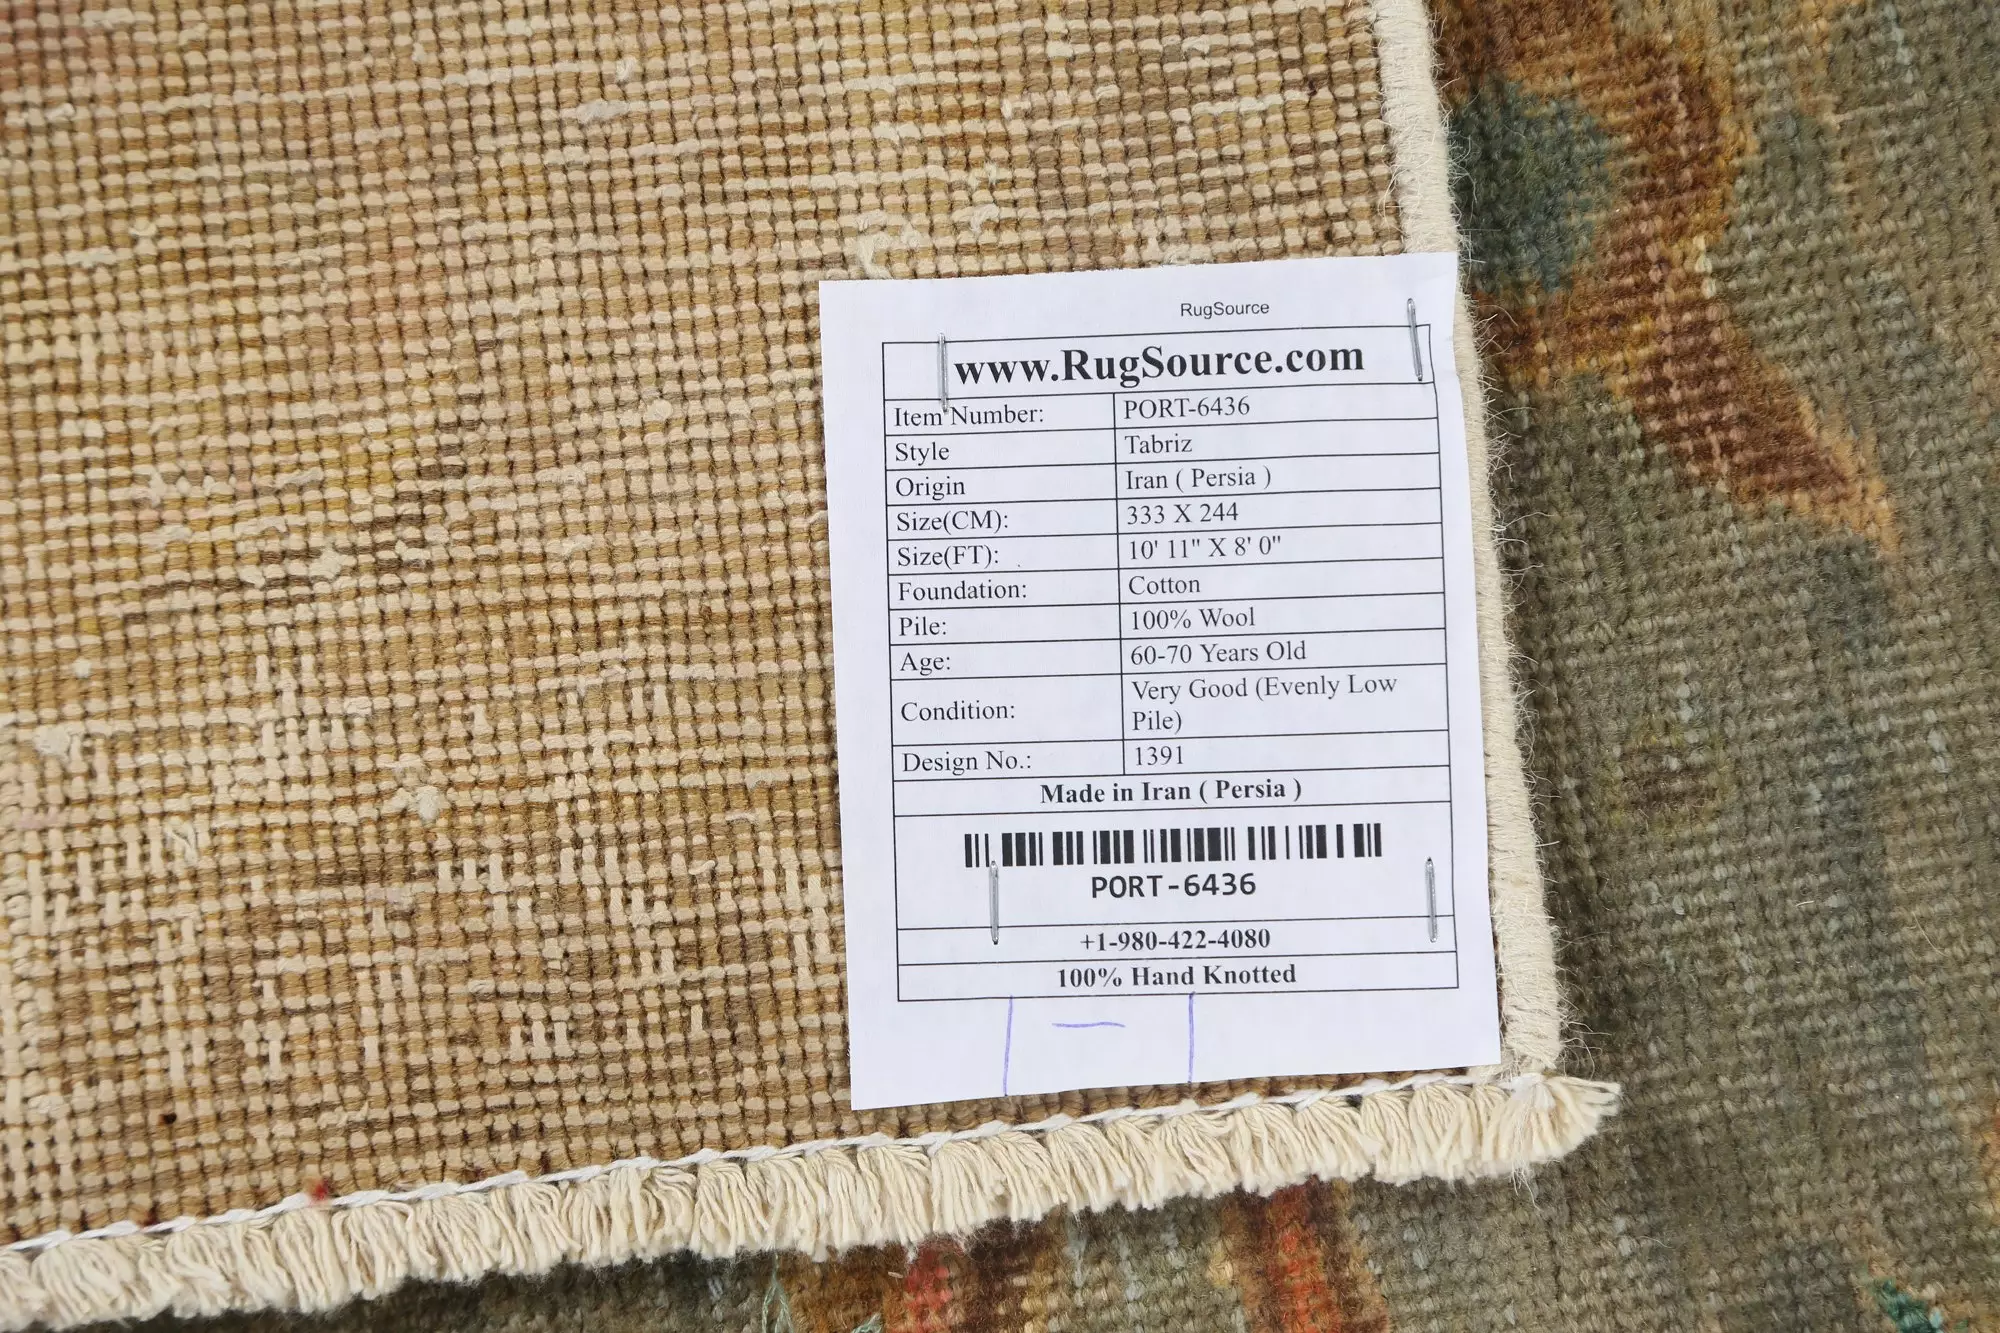 RugSource
www.RugSource.com
Item Number: PORT-6436
Style Tabriz
Origin Iran ( Persia )
Size(CM): 333 X 244
Size(FT): 10' 11" X 8' 0"
Foundation: Cotton
Pile: 100% Wool
Age: 60-70 Years Old
Condition: Very Good (Evenly Low
Pile)
Design No.: 1391
Made in Iran ( Persia )
PORT-6436
+1-980-422-4080
100% Hand Knotted